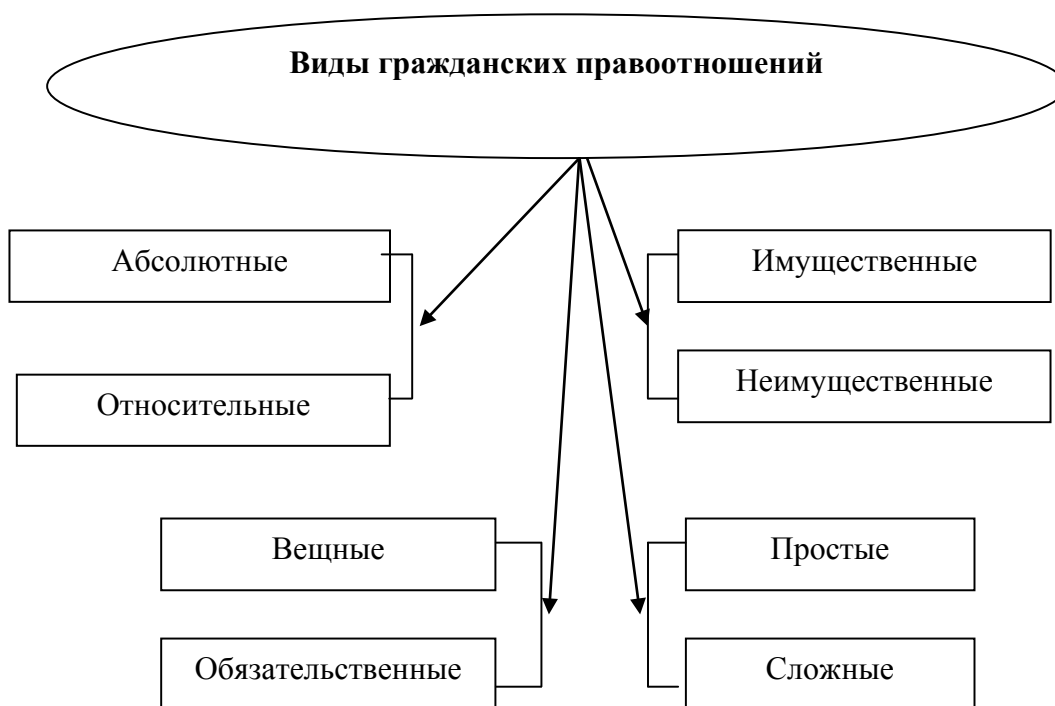 Виды гражданских правоотношений
Абсолютные
Имущественные
Относительные
Неимущественные
Вещные
Простые
Обязательственные
Сложные